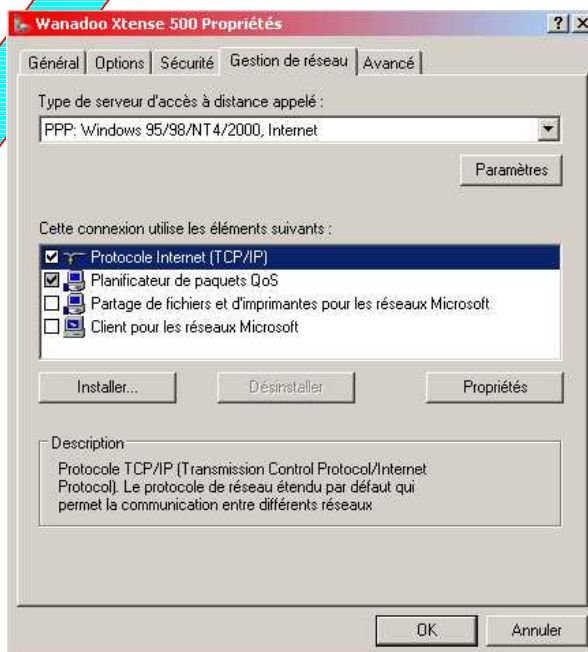 Wanadoo Xtense 500 Propriétés
Général Options Sécurité Gestion de réseau Avancé
Type de serveur d'accès à distance appelé :
PPP: Windows 95/98/NT4/2000, Internet
Paramètres
Cette connexion utilise les éléments suivants :
Protocole Internet (TCP/IP)
Planificateur de paquets QoS
Partage de fichiers et d'imprimantes pour les réseaux Microsoft
Client pour les réseaux Microsoft
Installer... Désinstaller Propriétés
Description
Protocole TCP/IP (Transmission Control Protocol/Internet
Protocol). Le protocole de réseau étendu par défaut qui
permet la communication entre différents réseaux
OK Annuler